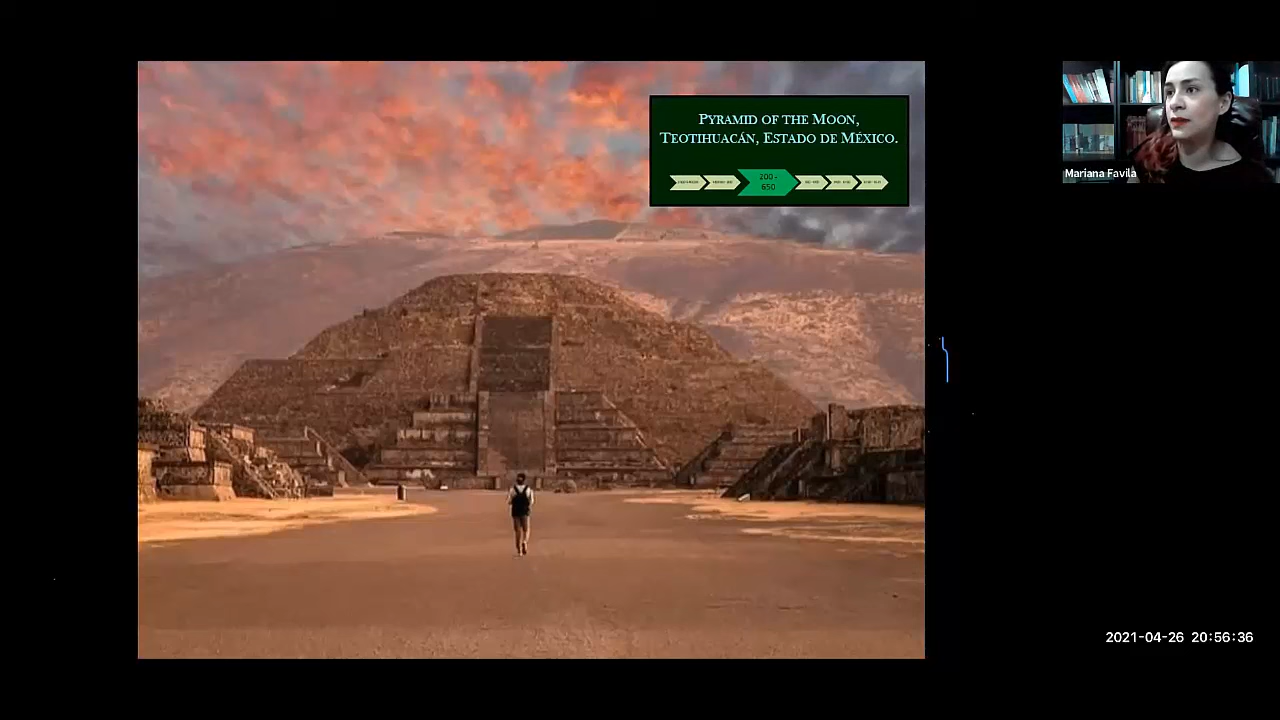 PYRAMID OF THE MOON,
TEOTIHUACÁN, ESTADO DE MÉXICO.
200 -
650
Mariana Favila
2021-04-26 20:56:36